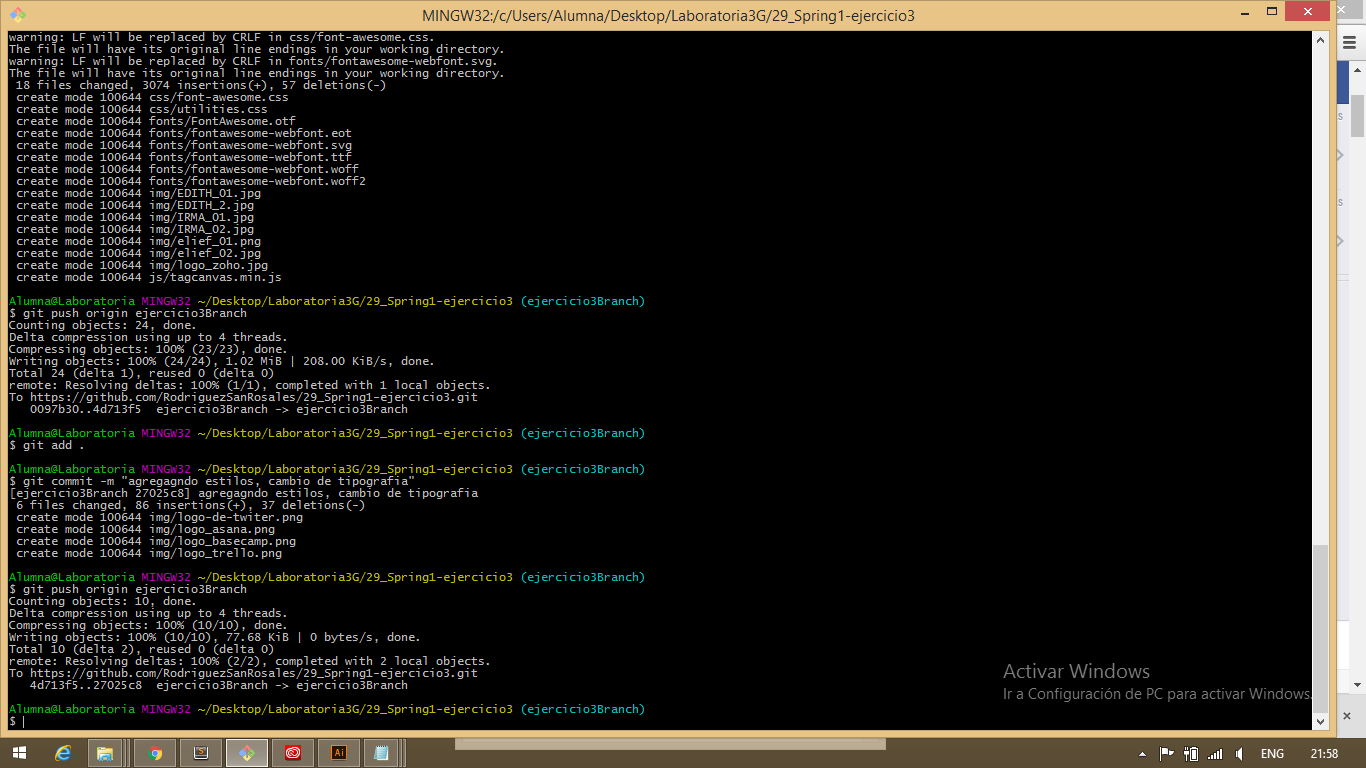 MINGW32:/c/Users/Alumna/Desktop/Laboratoria3G/29_Spring1-ejercicio3
warning: LF will be replaced by CRLF in css/font-awesome.css.
The file will have its original line endings in your working directory.
warning: LF will be replaced by CRLF in fonts/fontawesome-webfont.svg.
The file will have its original line endings in your working directory.
 18 files changed, 3074 insertions(+), 57 deletions(-)
 create mode 100644 css/font-awesome.css
 create mode 100644 css/utilities.css
 create mode 100644 fonts/FontAwesome.otf
 create mode 100644 fonts/fontawesome-webfont.eot
 create mode 100644 fonts/fontawesome-webfont.svg
 create mode 100644 fonts/fontawesome-webfont.ttf
 create mode 100644 fonts/fontawesome-webfont.woff
 create mode 100644 fonts/fontawesome-webfont.woff2
 create mode 100644 img/EDITH_01.jpg
 create mode 100644 img/EDITH_2.jpg
 create mode 100644 img/IRMA_01.jpg
 create mode 100644 img/IRMA_02.jpg
 create mode 100644 img/elief_01.png
 create mode 100644 img/elief_02.jpg
 create mode 100644 img/logo_zoho.jpg
 create mode 100644 js/tagcanvas.min.js
Alumna@Laboratoria MINGW32 ~/Desktop/Laboratoria3G/29_Spring1-ejercicio3 (ejercicio3Branch)
$ git push origin ejercicio3Branch
Counting objects: 24, done.
Delta compression using up to 4 threads.
Compressing objects: 100% (23/23), done.
Writing objects: 100% (24/24), 1.02 MiB | 208.00 KiB/s, done.
Total 24 (delta 1), reused 0 (delta 0)
remote: Resolving deltas: 100% (1/1), completed with 1 local objects.
To https://github.com/RodriguezSanRosales/29_Spring1-ejercicio3.git
   0097b30..4d713f5  ejercicio3Branch -> ejercicio3Branch
Alumna@Laboratoria MINGW32 ~/Desktop/Laboratoria3G/29_Spring1-ejercicio3 (ejercicio3Branch)
$ git add .
Alumna@Laboratoria MINGW32 ~/Desktop/Laboratoria3G/29_Spring1-ejercicio3 (ejercicio3Branch)
$ git commit -m "agregagndo estilos, cambio de tipografia"
[ejercicio3Branch 27025c8] agregagndo estilos, cambio de tipografia
 6 files changed, 86 insertions(+), 37 deletions(-)
 create mode 100644 img/logo-de-twiter.png
 create mode 100644 img/logo_asana.png
 create mode 100644 img/logo_basecamp.png
 create mode 100644 img/logo_trello.png
Alumna@Laboratoria MINGW32 ~/Desktop/Laboratoria3G/29_Spring1-ejercicio3 (ejercicio3Branch)
$ git push origin ejercicio3Branch
Counting objects: 10, done.
Delta compression using up to 4 threads.
Compressing objects: 100% (10/10), done.
Writing objects: 100% (10/10), 77.68 KiB | 0 bytes/s, done.
Total 10 (delta 2), reused 0 (delta 0)
remote: Resolving deltas: 100% (2/2), completed with 2 local objects.
To https://github.com/RodriguezSanRosales/29_Spring1-ejercicio3.git
   4d713f5..27025c8  ejercicio3Branch -> ejercicio3Branch
Alumna@Laboratoria MINGW32 ~/Desktop/Laboratoria3G/29_Spring1-ejercicio3 (ejercicio3Branch)
$
Activar Windows
Ir a Configuración de PC para activar Windows.
s
s
Ai
ENG
21:58